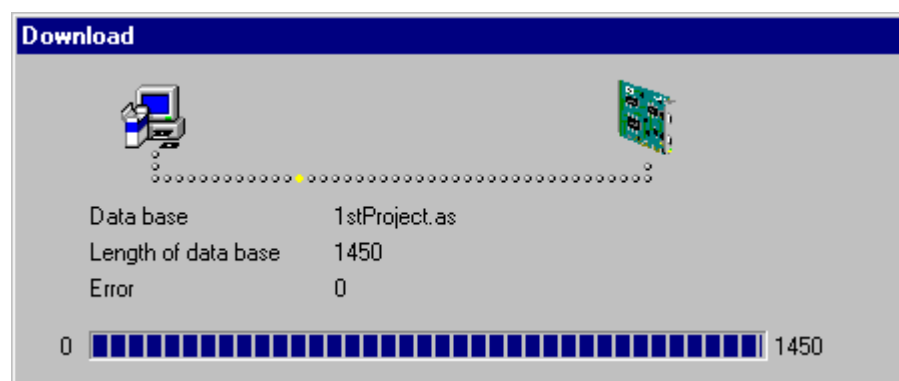 Download
Data base 1stProject.as
Length of data base 1450
Error 0
0 1450